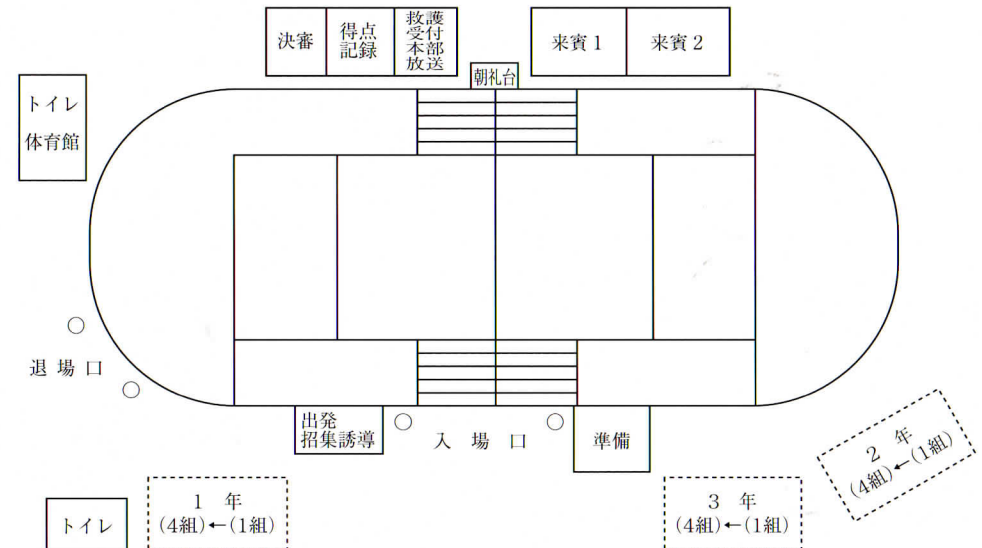 決審
得点
記録
救護
受付
本部
放送
来賓1
来賓2
朝礼台
トイレ
体育館
退場口
出発
招集誘導
入場口
準備
2年
(4組)←(1組)
トイレ
1年
(4組)←(1組)
3年
(4組)←(1組)